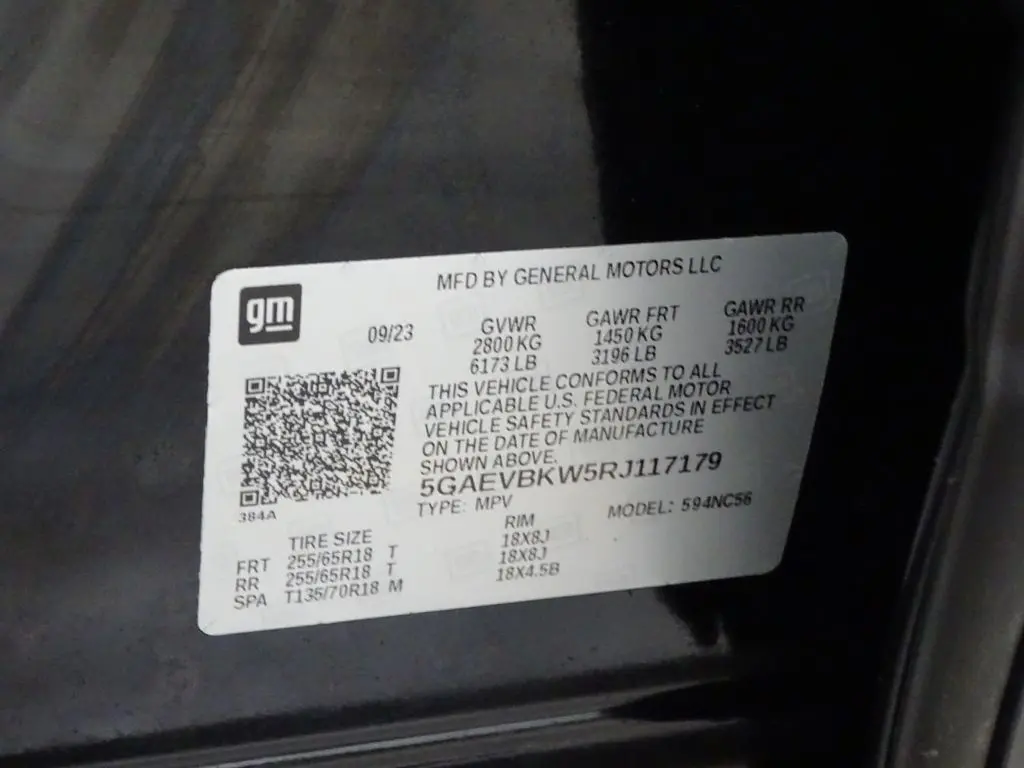 MFD BY GENERAL MOTORS LLC
gm
09/23
GVWR GAWR FRT GAWR RR
2800 KG 1450 KG 1600 KG
6173 LB 3196 LB 3527 LB
THIS VEHICLE CONFORMS TO ALL
APPLICABLE U.S. FEDERAL MOTOR
VEHICLE SAFETY STANDARDS IN EFFECT
ON THE DATE OF MANUFACTURE
SHOWN ABOVE.
5GAEVBKW5RJ117179
TYPE: MPV MODEL: 594NC56
384A
TIRE SIZE RIM
FRT 255/65R18 T 18X8J
RR 255/65R18 T 18X8J
SPA T135/70R18 M 18X4.5B